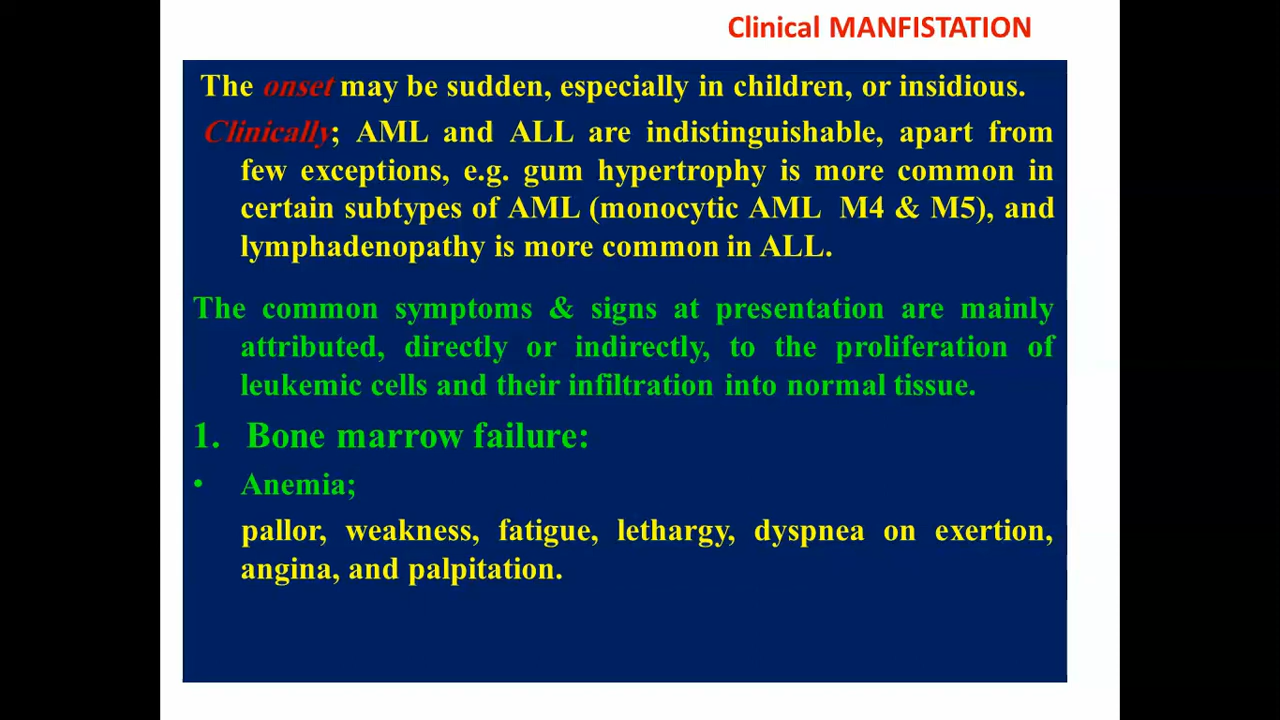 Clinical MANFISTATION
The onset may be sudden, especially in children, or insidious.
Clinically; AML and ALL are indistinguishable, apart from
few exceptions, e.g. gum hypertrophy is more common in
certain subtypes of AML (monocytic AML M4 & M5), and
lymphadenopathy is more common in ALL.
The common symptoms & signs at presentation are mainly
attributed, directly or indirectly, to the proliferation of
leukemic cells and their infiltration into normal tissue.
1. Bone marrow failure:
• Anemia;
pallor, weakness, fatigue, lethargy, dyspnea on exertion,
angina, and palpitation.